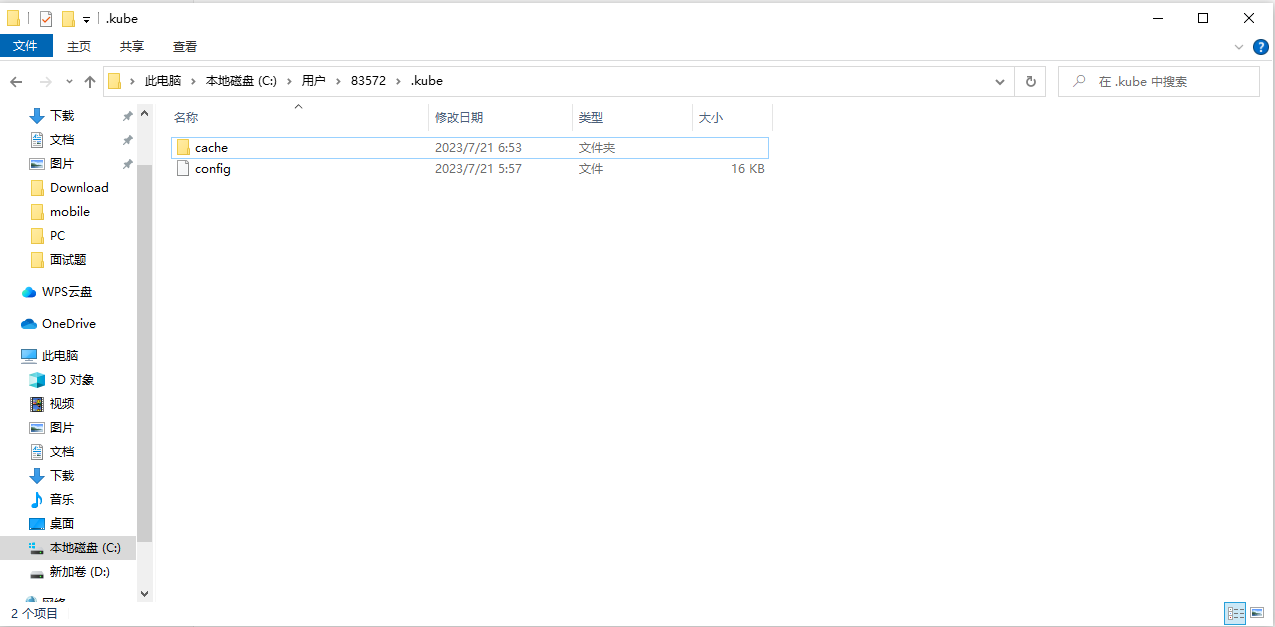 .kube
文件 主页 共享 查看
此电脑 本地磁盘 (C:) 用户 83572 .kube 在 .kube 中搜索
下载
文档
图片
Download
mobile
PC
面试题
WPS云盘
OneDrive
此电脑
3D 对象
视频
图片
文档
下载
音乐
桌面
本地磁盘 (C:)
新加卷 (D:)
网络
名称 修改日期 类型 大小
cache 2023/7/21 6:53 文件夹
config 2023/7/21 5:57 文件 16 KB
2 个项目